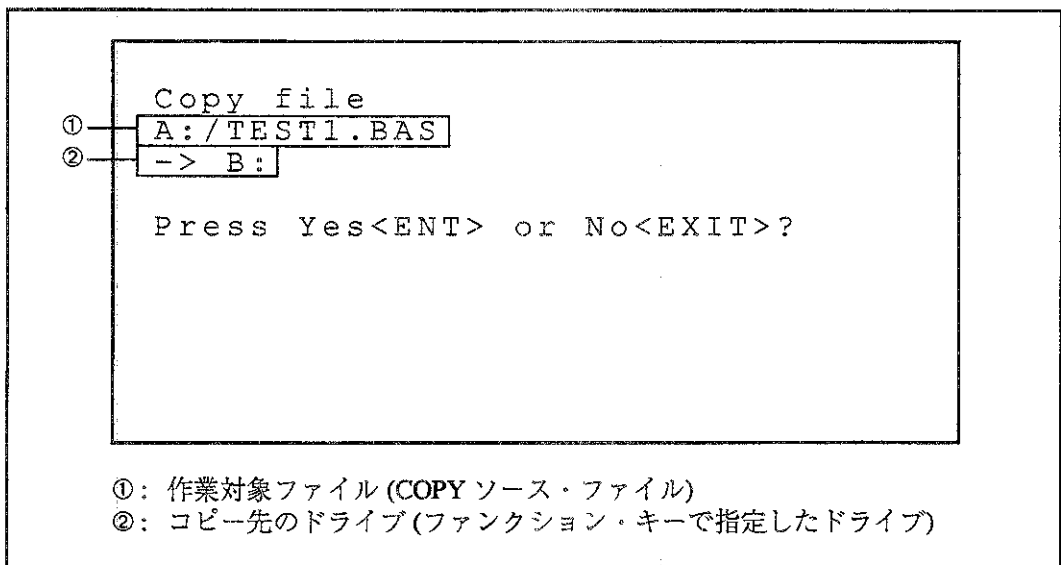 Copy file
① A:/TEST1.BAS
② -> B:
Press Yes<ENT> or No<EXIT>?
①: 作業対象ファイル (COPY ソース・ファイル)
②: コピー先のドライブ (ファンクション・キーで指定したドライブ)